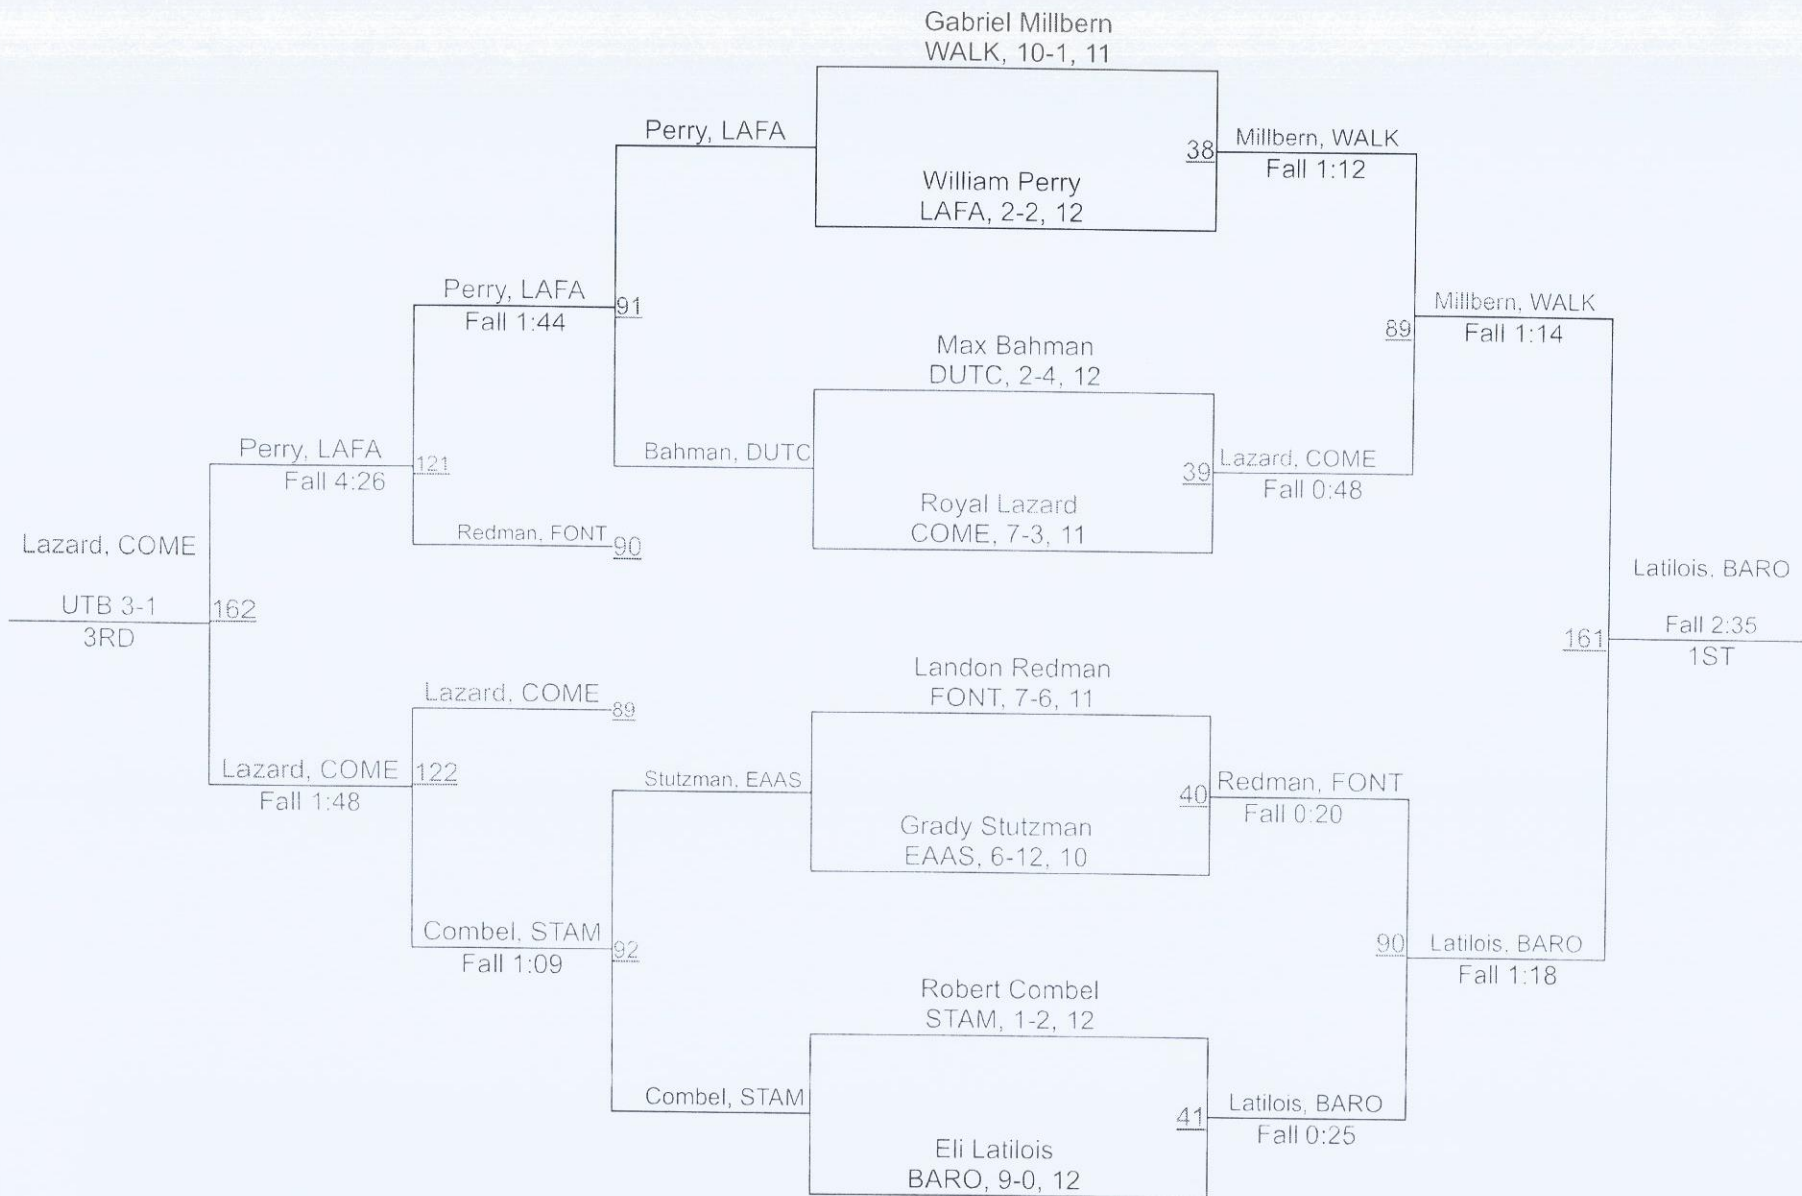 Gabriel Millbern
WALK, 10-1, 11
Perry, LAFA
38
Millbern, WALK
Fall 1:12
William Perry
LAFA, 2-2, 12
Perry, LAFA
Fall 1:44
91
Millbern, WALK
Fall 1:14
89
Max Bahman
DUTC, 2-4, 12
Perry, LAFA
Fall 4:26
121
Bahman, DUTC
39
Lazard, COME
Fall 0:48
Royal Lazard
COME, 7-3, 11
Redman, FONT
90
Lazard, COME
UTB 3-1
3RD
162
Latilois, BARO
Fall 2:35
1ST
161
Landon Redman
FONT, 7-6, 11
Lazard, COME
89
Lazard, COME
Fall 1:48
122
Stutzman, EAAS
40
Redman, FONT
Fall 0:20
Grady Stutzman
EAAS, 6-12, 10
Combel, STAM
Fall 1:09
92
90
Latilois, BARO
Fall 1:18
Robert Combel
STAM, 1-2, 12
Combel, STAM
41
Latilois, BARO
Fall 0:25
Eli Latilois
BARO, 9-0, 12